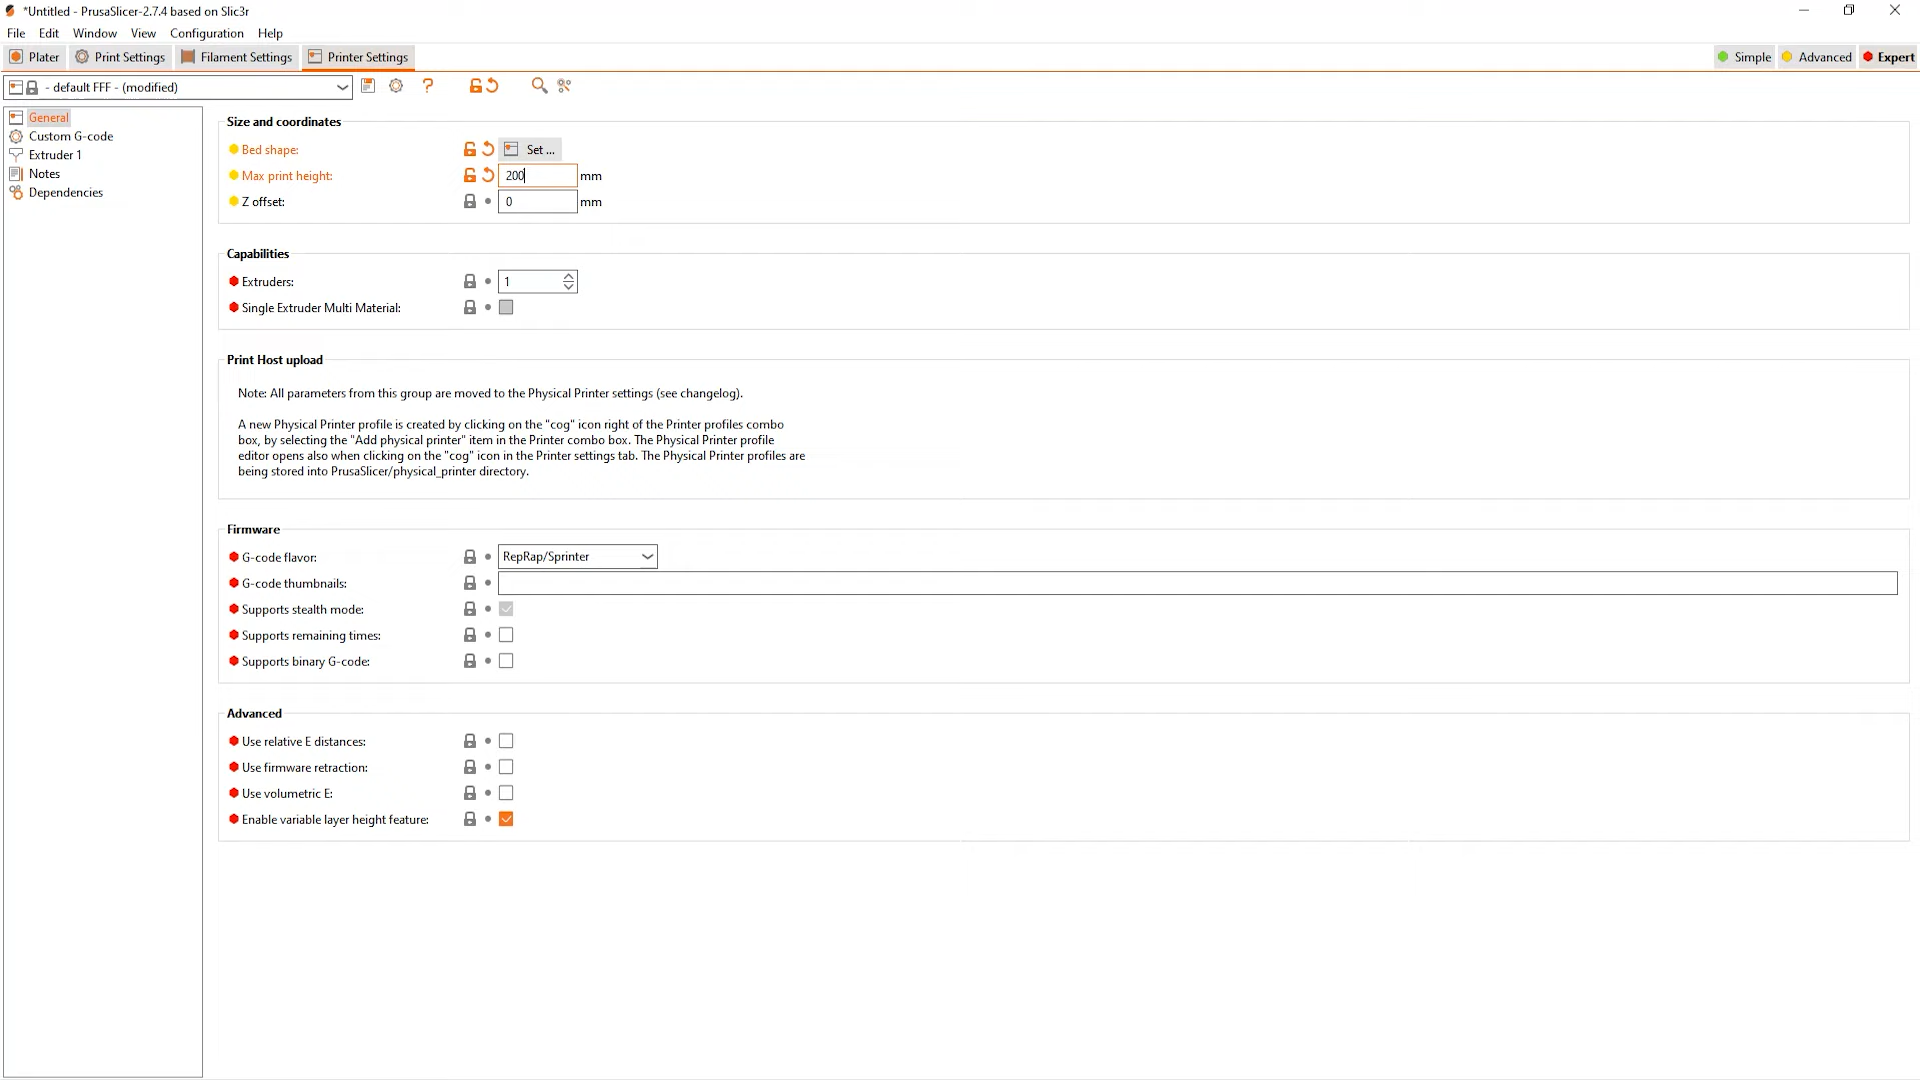 *Untitled - PrusaSlicer-2.7.4 based on Slic3r
File Edit Window View Configuration Help
Plater Print Settings Filament Settings Printer Settings Simple Advanced Expert
- default FFF - (modified) ?
General
Custom G-code
Extruder 1
Notes
Dependencies
Size and coordinates
Bed shape: Set ...
Max print height: 200 mm
Z offset: 0 mm
Capabilities
Extruders: 1
Single Extruder Multi Material:
Print Host upload
Note: All parameters from this group are moved to the Physical Printer settings (see changelog).
A new Physical Printer profile is created by clicking on the "cog" icon right of the Printer profiles combo
box, by selecting the "Add physical printer" item in the Printer combo box. The Physical Printer profile
editor opens also when clicking on the "cog" icon in the Printer settings tab. The Physical Printer profiles are
being stored into PrusaSlicer/physical_printer directory.
Firmware
G-code flavor: RepRap/Sprinter
G-code thumbnails:
Supports stealth mode:
Supports remaining times:
Supports binary G-code:
Advanced
Use relative E distances:
Use firmware retraction:
Use volumetric E:
Enable variable layer height feature: